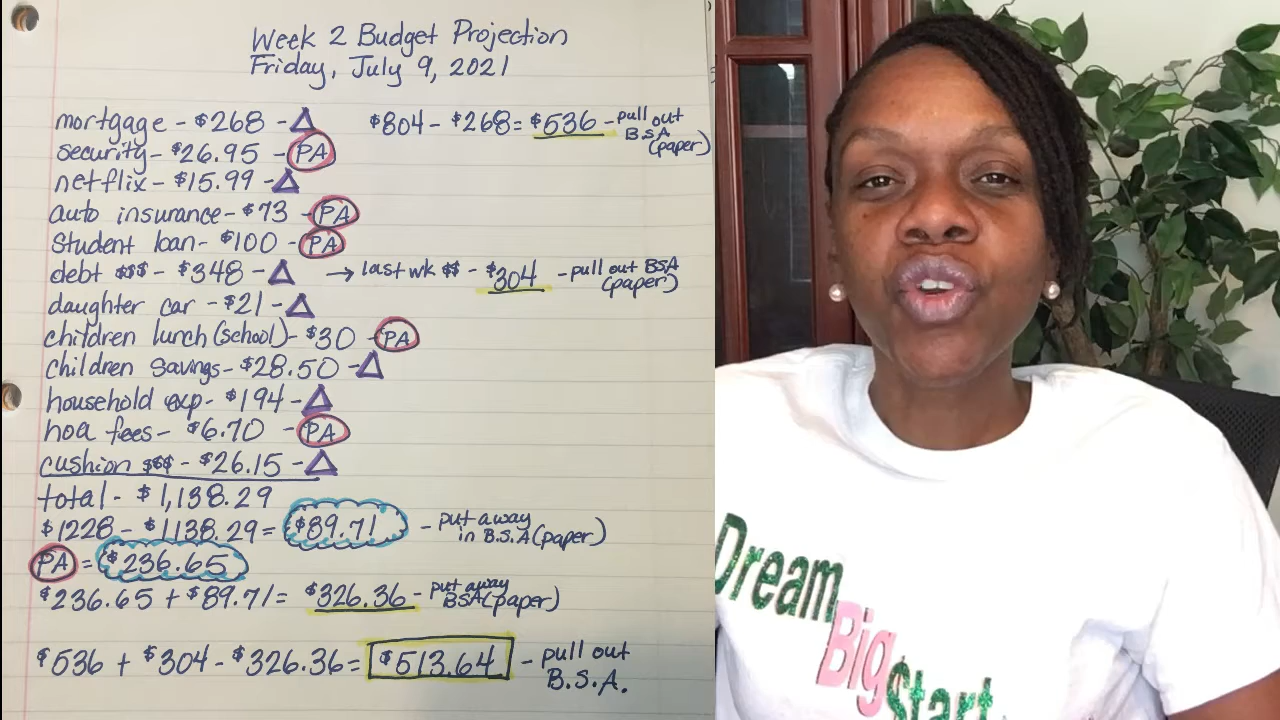 Week 2 Budget Projection
Friday, July 9, 2021
mortgage - $268 - △ $804 - $268 = $536 - pull out B.S.A (paper)
security - $26.95 - PA
netflix - $15.99 - △
auto insurance - $73 - PA
student loan - $100 - PA
debt $$$ - $348 - △ → last wk $$ - $304 - pull out BSA (paper)
daughter car - $21 - △
children lunch (school) - $30 - PA
children savings - $28.50 - △
household exp - $194 - △
hoa fees - $6.70 - PA
cushion $$$ - $26.15 - △
total - $1,138.29
$1228 - $1138.29 = $89.71 - put away in B.S.A (paper)
PA = $236.65
$236.65 + $89.71 = $326.36 - put away BSA (paper)
$536 + $304 - $326.36 = $513.64 - pull out B.S.A.
Dream
Big
$tart